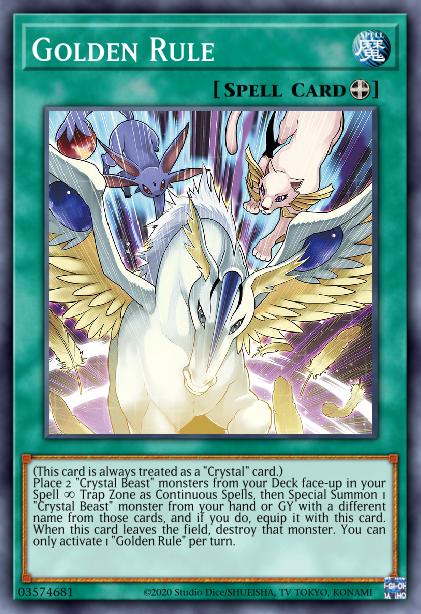 GOLDEN RULE
SPELL
魔
[SPELL CARD]
(This card is always treated as a "Crystal" card.)
Place 2 "Crystal Beast" monsters from your Deck face-up in your
Spell & Trap Zone as Continuous Spells, then Special Summon 1
"Crystal Beast" monster from your hand or GY with a different
name from those cards, and if you do, equip it with this card.
When this card leaves the field, destroy that monster. You can
only activate 1 "Golden Rule" per turn.
03574681
©2020 Studio Dice/SHUEISHA, TV TOKYO, KONAMI